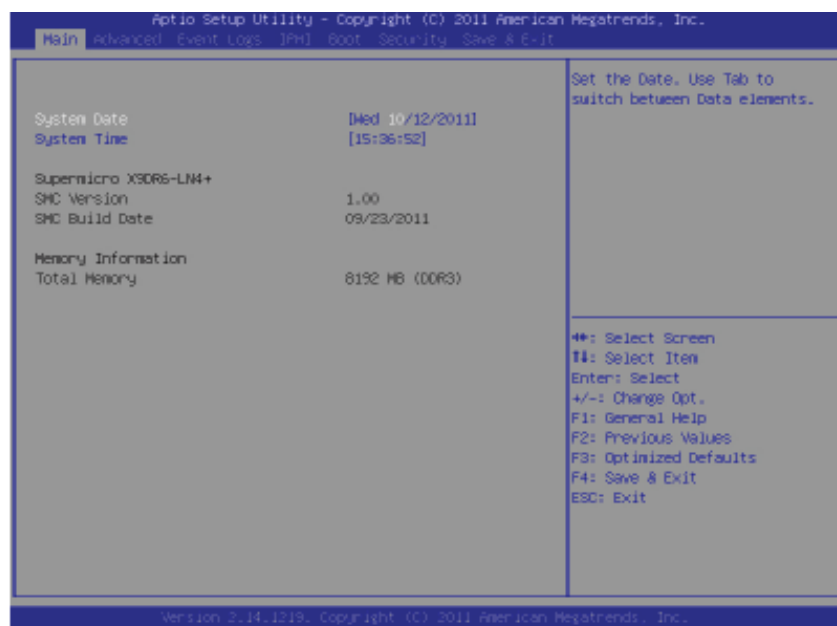 Aptio Setup Utility - Copyright (C) 2011 American Megatrends, Inc.
Main Advanced Event Logs IPMI Boot Security Save & Exit
Set the Date. Use Tab to
switch between Data elements.
System Date [Wed 10/12/2011]
System Time [15:36:52]
Supermicro X9DR6-LN4+
SMC Version 1.00
SMC Build Date 09/23/2011
Memory Information
Total Memory 8192 MB (DDR3)
→←: Select Screen
↑↓: Select Item
Enter: Select
+/-: Change Opt.
F1: General Help
F2: Previous Values
F3: Optimized Defaults
F4: Save & Exit
ESC: Exit
Version 2.14.1219. Copyright (C) 2011 American Megatrends, Inc.